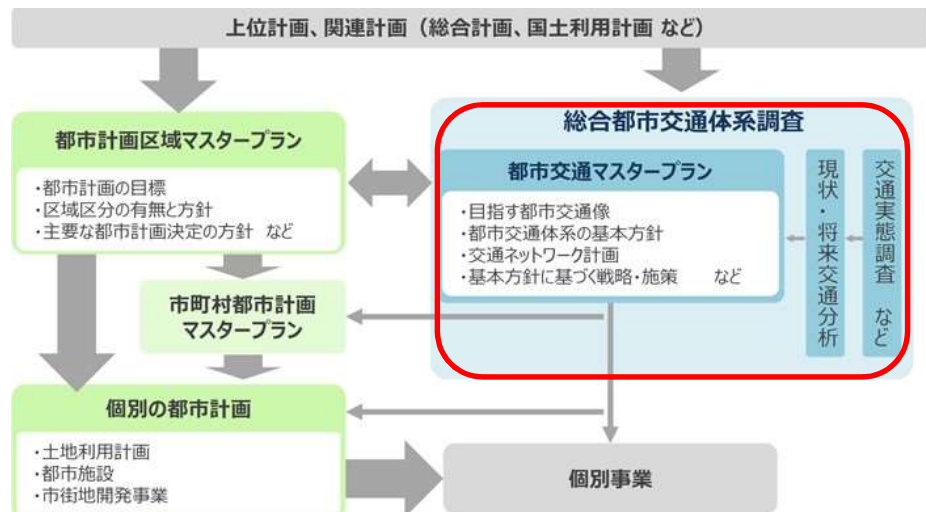 上位計画、関連計画（総合計画、国土利用計画 など）
都市計画区域マスタープラン
・都市計画の目標
・区域区分の有無と方針
・主要な都市計画決定の方針 など
総合都市交通体系調査
都市交通マスタープラン
・目指す都市交通像
・都市交通体系の基本方針
・交通ネットワーク計画
・基本方針に基づく戦略・施策 など
現状・将来交通分析
交通実態調査 など
市町村都市計画
マスタープラン
個別の都市計画
・土地利用計画
・都市施設
・市街地開発事業
個別事業